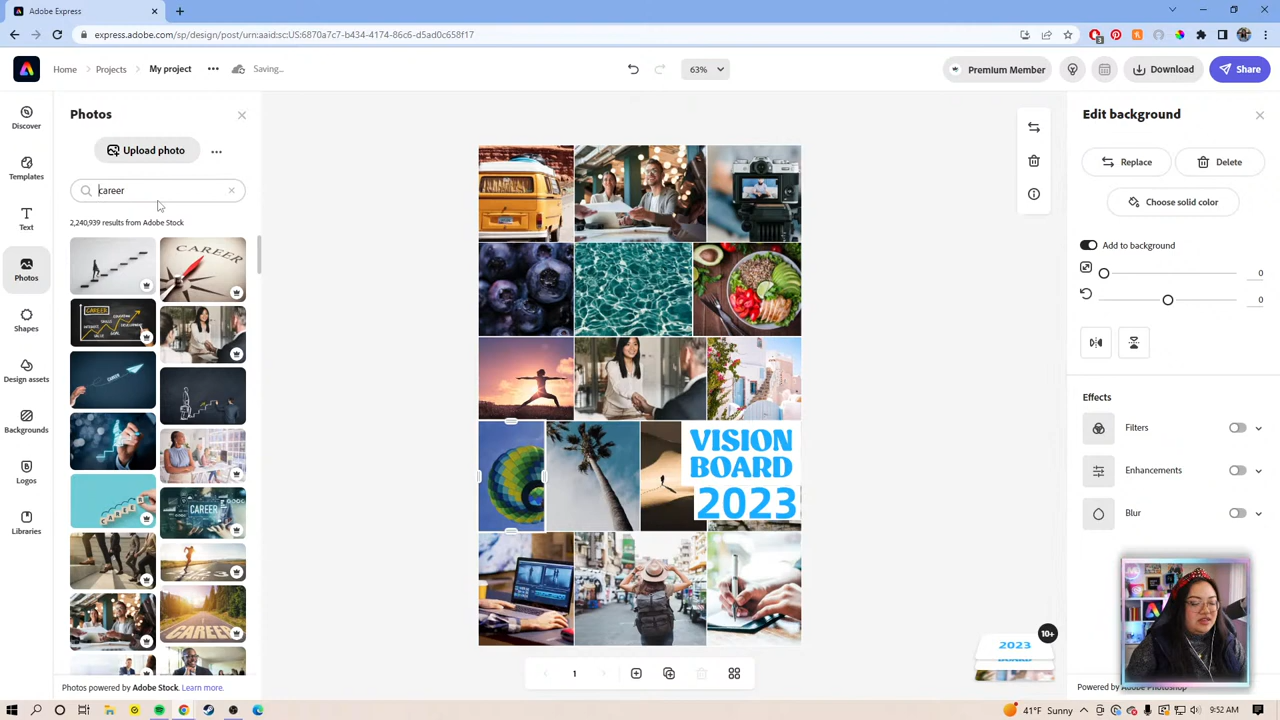 Adobe Express
express.adobe.com/sp/design/post/urn:aaid:sc:US:6870a7c7-b434-4174-86c6-d5ad0c658f17
3
Home
Projects
My project
Saving...
63%
Premium Member
Download
Share
Discover
Templates
Text
Photos
Shapes
Design assets
Backgrounds
Logos
Libraries
Photos
Upload photo
career
2,240,939 results from Adobe Stock
CAREER
CAREER
CAREER
CAREER
CAREER
Photos powered by Adobe Stock. Learn more.
VISION
BOARD
2023
1
Edit background
Replace
Delete
Choose solid color
Add to background
0
0
Effects
Filters
Enhancements
Blur
10+
2023
Powered by Adobe Photoshop
41°F Sunny
9:52 AM